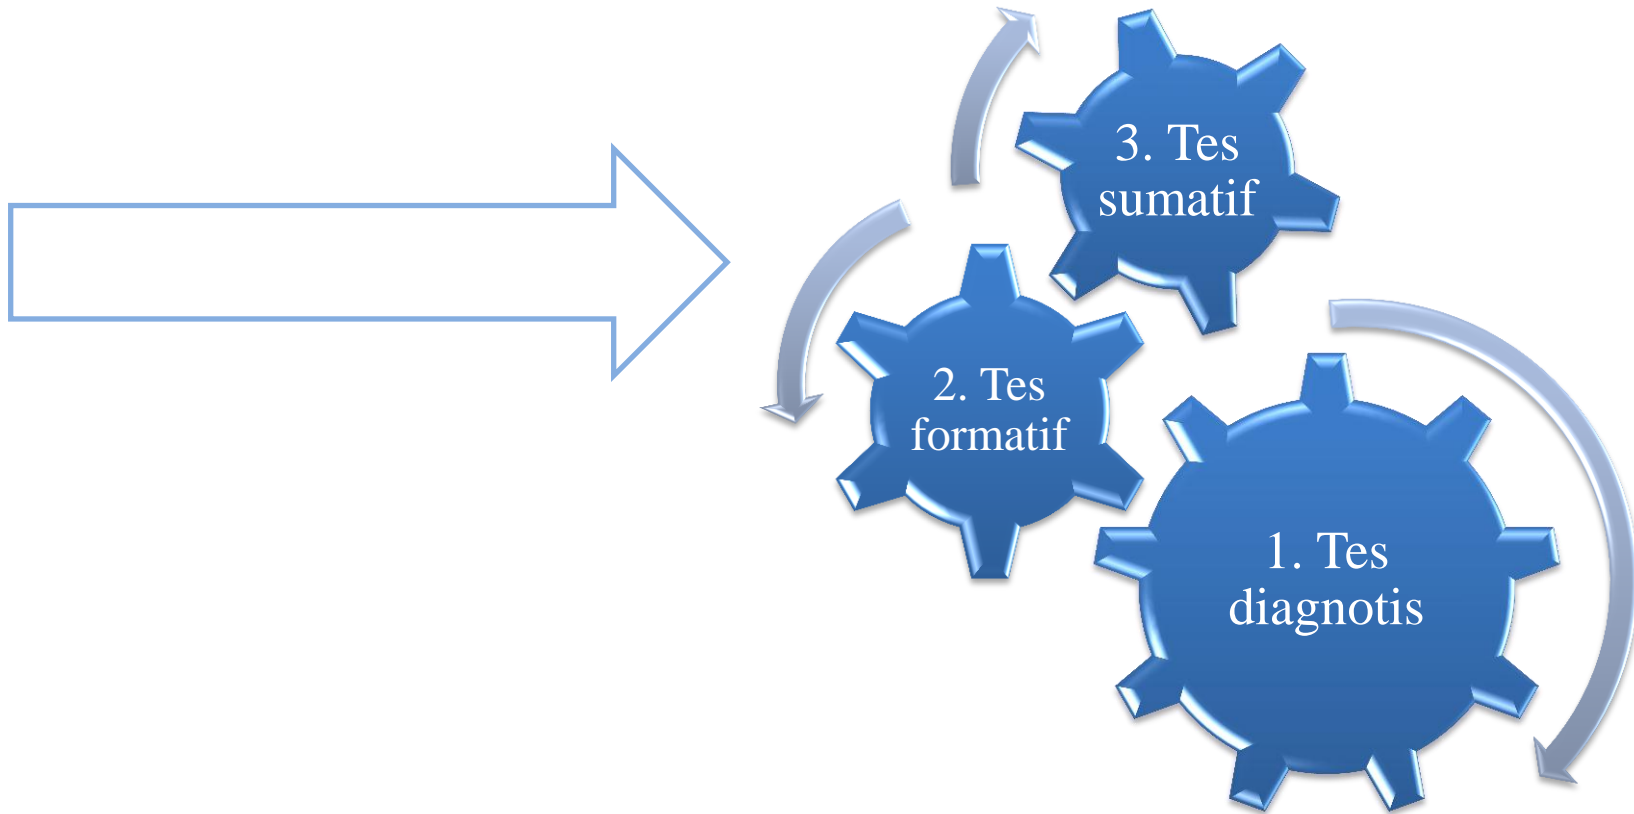 3. Tes
sumatif
2. Tes
formatif
1. Tes
diagnotis